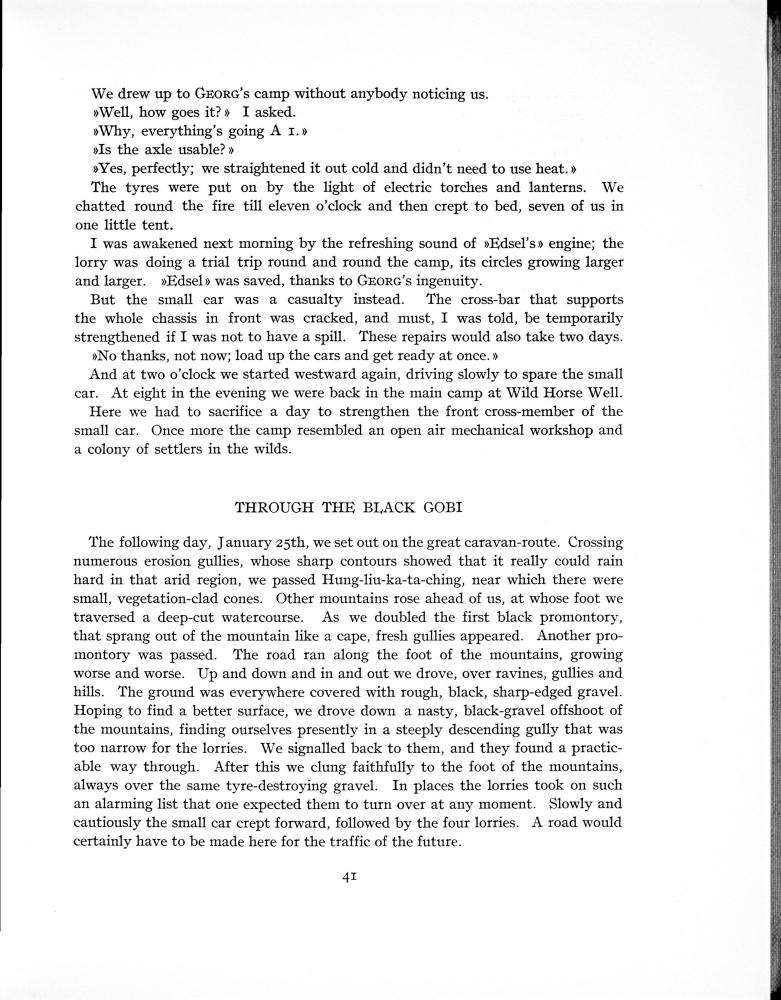 We drew up to GEORG's camp without anybody noticing us.
»Well, how goes it?» I asked.
»Why, everything's going A 1.»
»Is the axle usable?»
»Yes, perfectly; we straightened it out cold and didn't need to use heat.»
The tyres were put on by the light of electric torches and lanterns. We
chatted round the fire till eleven o'clock and then crept to bed, seven of us in
one little tent.
I was awakened next morning by the refreshing sound of »Edsel's» engine; the
lorry was doing a trial trip round and round the camp, its circles growing larger
and larger. »Edsel» was saved, thanks to GEORG's ingenuity.
But the small car was a casualty instead. The cross-bar that supports
the whole chassis in front was cracked, and must, I was told, be temporarily
strengthened if I was not to have a spill. These repairs would also take two days.
»No thanks, not now; load up the cars and get ready at once.»
And at two o'clock we started westward again, driving slowly to spare the small
car. At eight in the evening we were back in the main camp at Wild Horse Well.
Here we had to sacrifice a day to strengthen the front cross-member of the
small car. Once more the camp resembled an open air mechanical workshop and
a colony of settlers in the wilds.
THROUGH THE BLACK GOBI
The following day, January 25th, we set out on the great caravan-route. Crossing
numerous erosion gullies, whose sharp contours showed that it really could rain
hard in that arid region, we passed Hung-liu-ka-ta-ching, near which there were
small, vegetation-clad cones. Other mountains rose ahead of us, at whose foot we
traversed a deep-cut watercourse. As we doubled the first black promontory,
that sprang out of the mountain like a cape, fresh gullies appeared. Another pro-
montory was passed. The road ran along the foot of the mountains, growing
worse and worse. Up and down and in and out we drove, over ravines, gullies and
hills. The ground was everywhere covered with rough, black, sharp-edged gravel.
Hoping to find a better surface, we drove down a nasty, black-gravel offshoot of
the mountains, finding ourselves presently in a steeply descending gully that was
too narrow for the lorries. We signalled back to them, and they found a practic-
able way through. After this we clung faithfully to the foot of the mountains,
always over the same tyre-destroying gravel. In places the lorries took on such
an alarming list that one expected them to turn over at any moment. Slowly and
cautiously the small car crept forward, followed by the four lorries. A road would
certainly have to be made here for the traffic of the future.
41